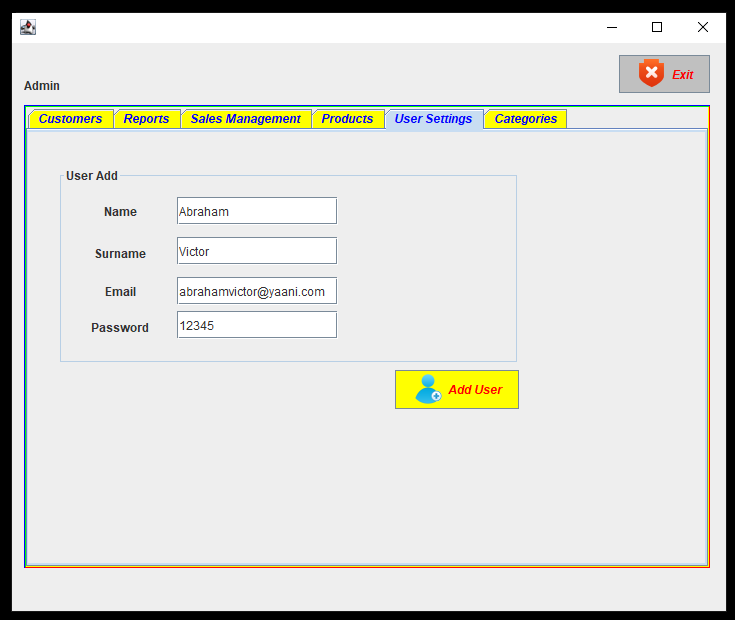 Exit
Admin
Customers Reports Sales Management Products User Settings Categories
User Add
Name Abraham
Surname Victor
Email abrahamvictor@yaani.com
Password 12345
Add User